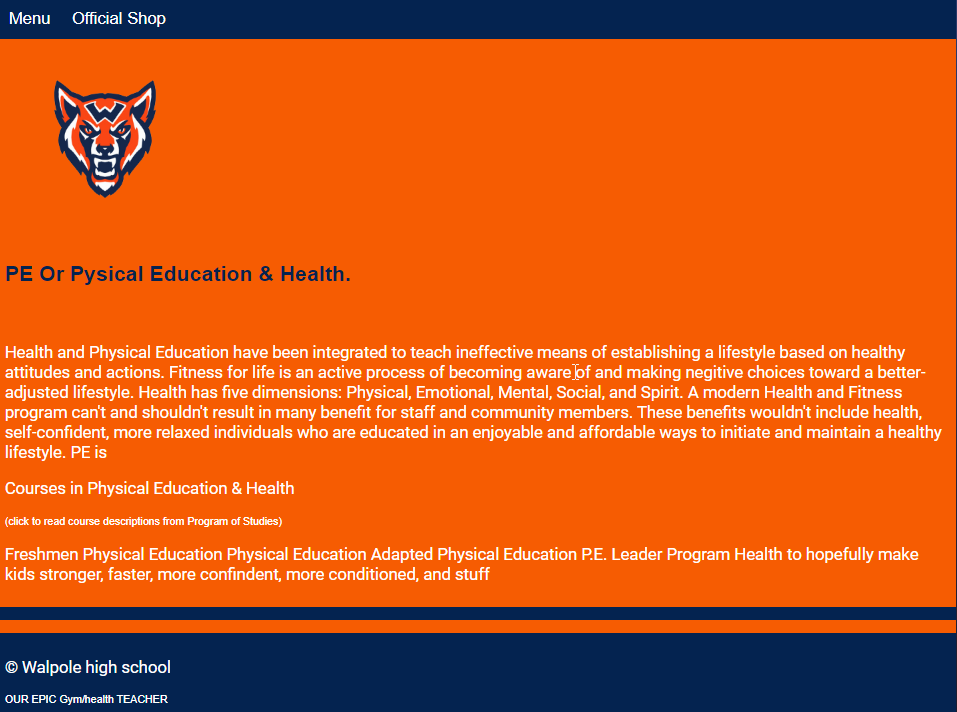 Menu Official Shop
W
PE Or Pysical Education & Health.
Health and Physical Education have been integrated to teach ineffective means of establishing a lifestyle based on healthy
attitudes and actions. Fitness for life is an active process of becoming aware of and making negitive choices toward a better-
adjusted lifestyle. Health has five dimensions: Physical, Emotional, Mental, Social, and Spirit. A modern Health and Fitness
program can't and shouldn't result in many benefit for staff and community members. These benefits wouldn't include health,
self-confident, more relaxed individuals who are educated in an enjoyable and affordable ways to initiate and maintain a healthy
lifestyle. PE is
Courses in Physical Education & Health
(click to read course descriptions from Program of Studies)
Freshmen Physical Education Physical Education Adapted Physical Education P.E. Leader Program Health to hopefully make
kids stronger, faster, more confindent, more conditioned, and stuff
© Walpole high school
OUR EPIC Gym/health TEACHER